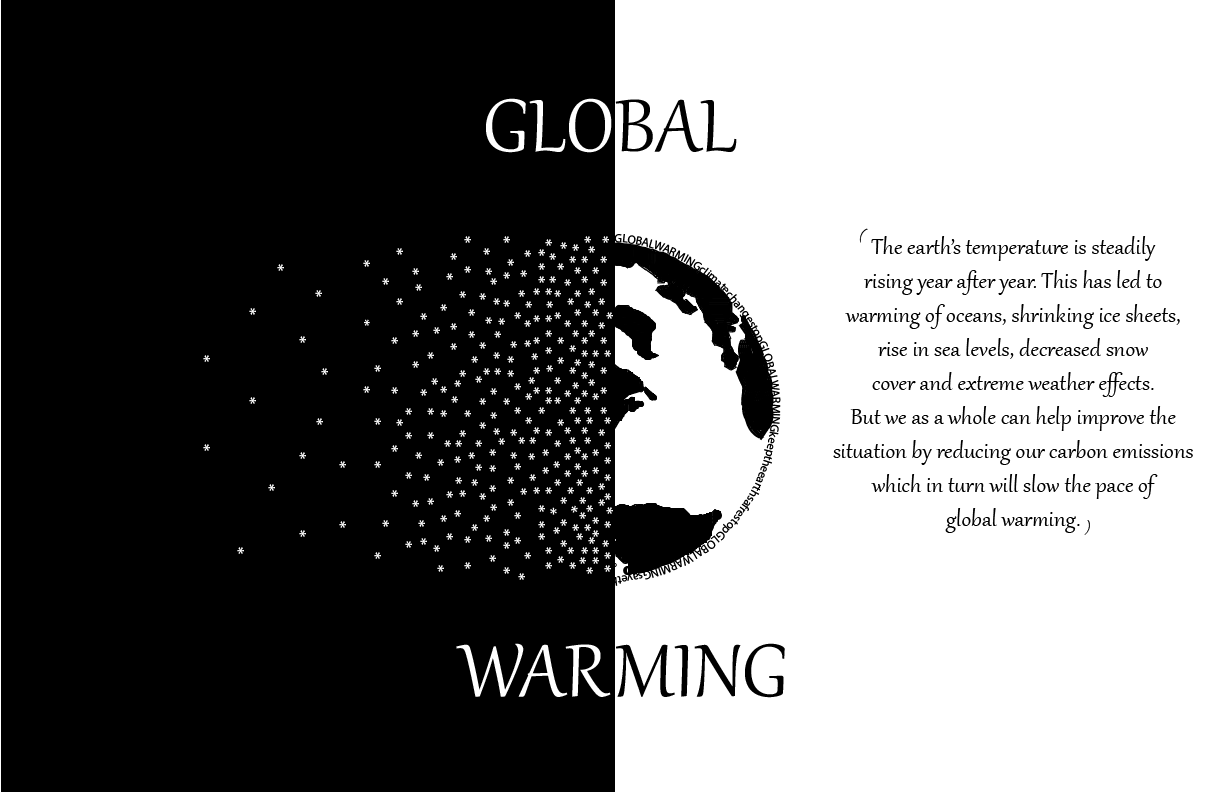 GLOBAL
GLOBALWARMINGclimatechangestopGLOBALWARMINGkeeptheearthsafestopGLOBALWARMINGsaveth
( The earth's temperature is steadily
rising year after year. This has led to
warming of oceans, shrinking ice sheets,
rise in sea levels, decreased snow
cover and extreme weather effects.
But we as a whole can help improve the
situation by reducing our carbon emissions
which in turn will slow the pace of
global warming. )
WARMING